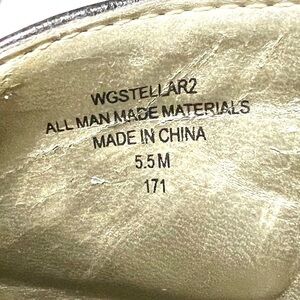 WGSTELLAR2
ALL MAN MADE MATERIALS
MADE IN CHINA
5.5 M
171